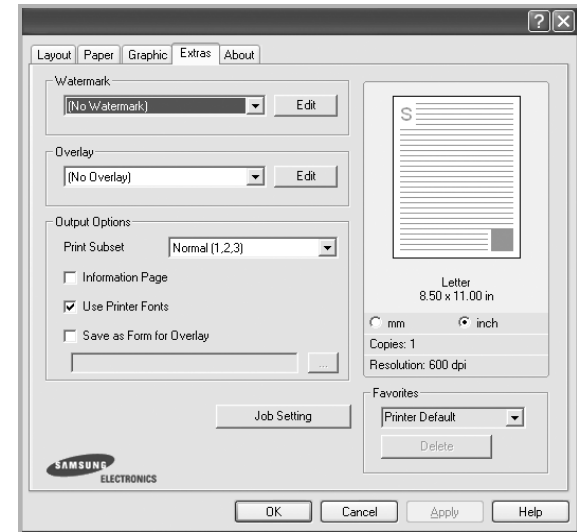 Layout Paper Graphic Extras About
Watermark
(No Watermark) Edit
Overlay
(No Overlay) Edit
Output Options
Print Subset Normal (1,2,3)
Information Page
Use Printer Fonts
Save as Form for Overlay
...
Job Setting
SAMSUNG
ELECTRONICS
S
Letter
8.50 x 11.00 in
mm inch
Copies: 1
Resolution: 600 dpi
Favorites
Printer Default
Delete
OK Cancel Apply Help